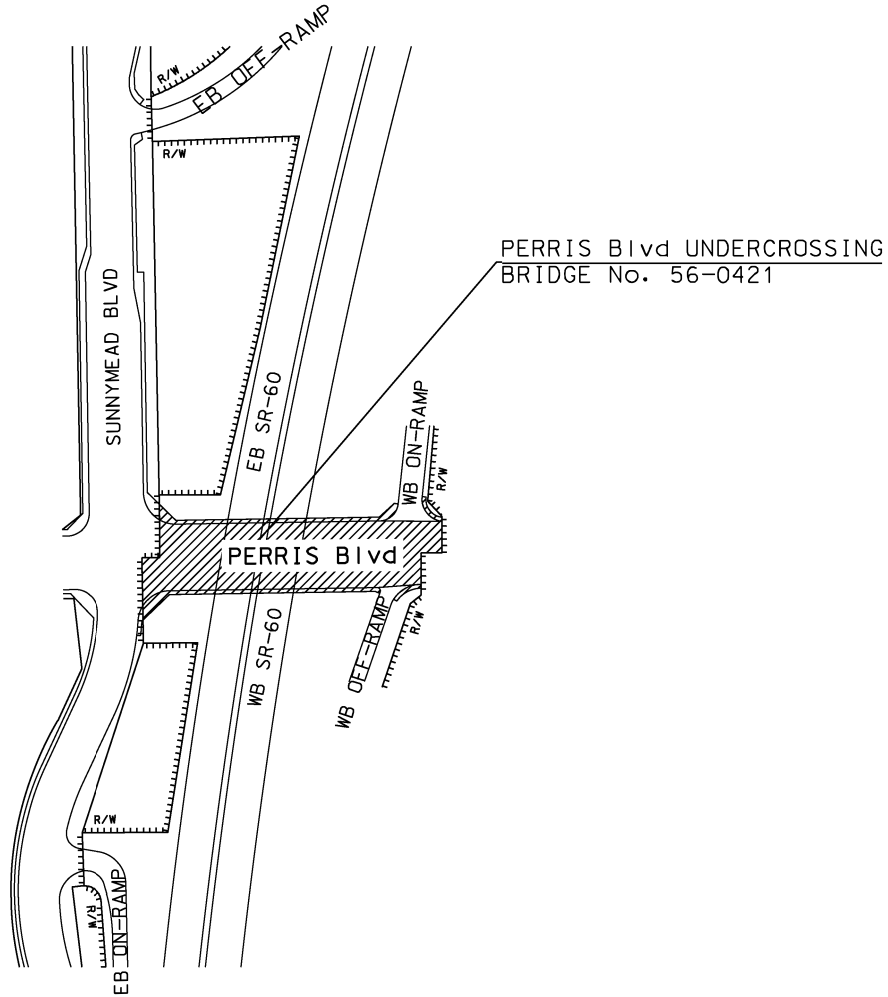 EB OFF-RAMP
R/W
R/W
PERRIS Blvd UNDERCROSSING
BRIDGE No. 56-0421
SUNNYMEAD BLVD
EB SR-60
WB ON-RAMP
R/W
PERRIS Blvd
WB SR-60
WB OFF-RAMP
R/W
R/W
R/W
EB ON-RAMP